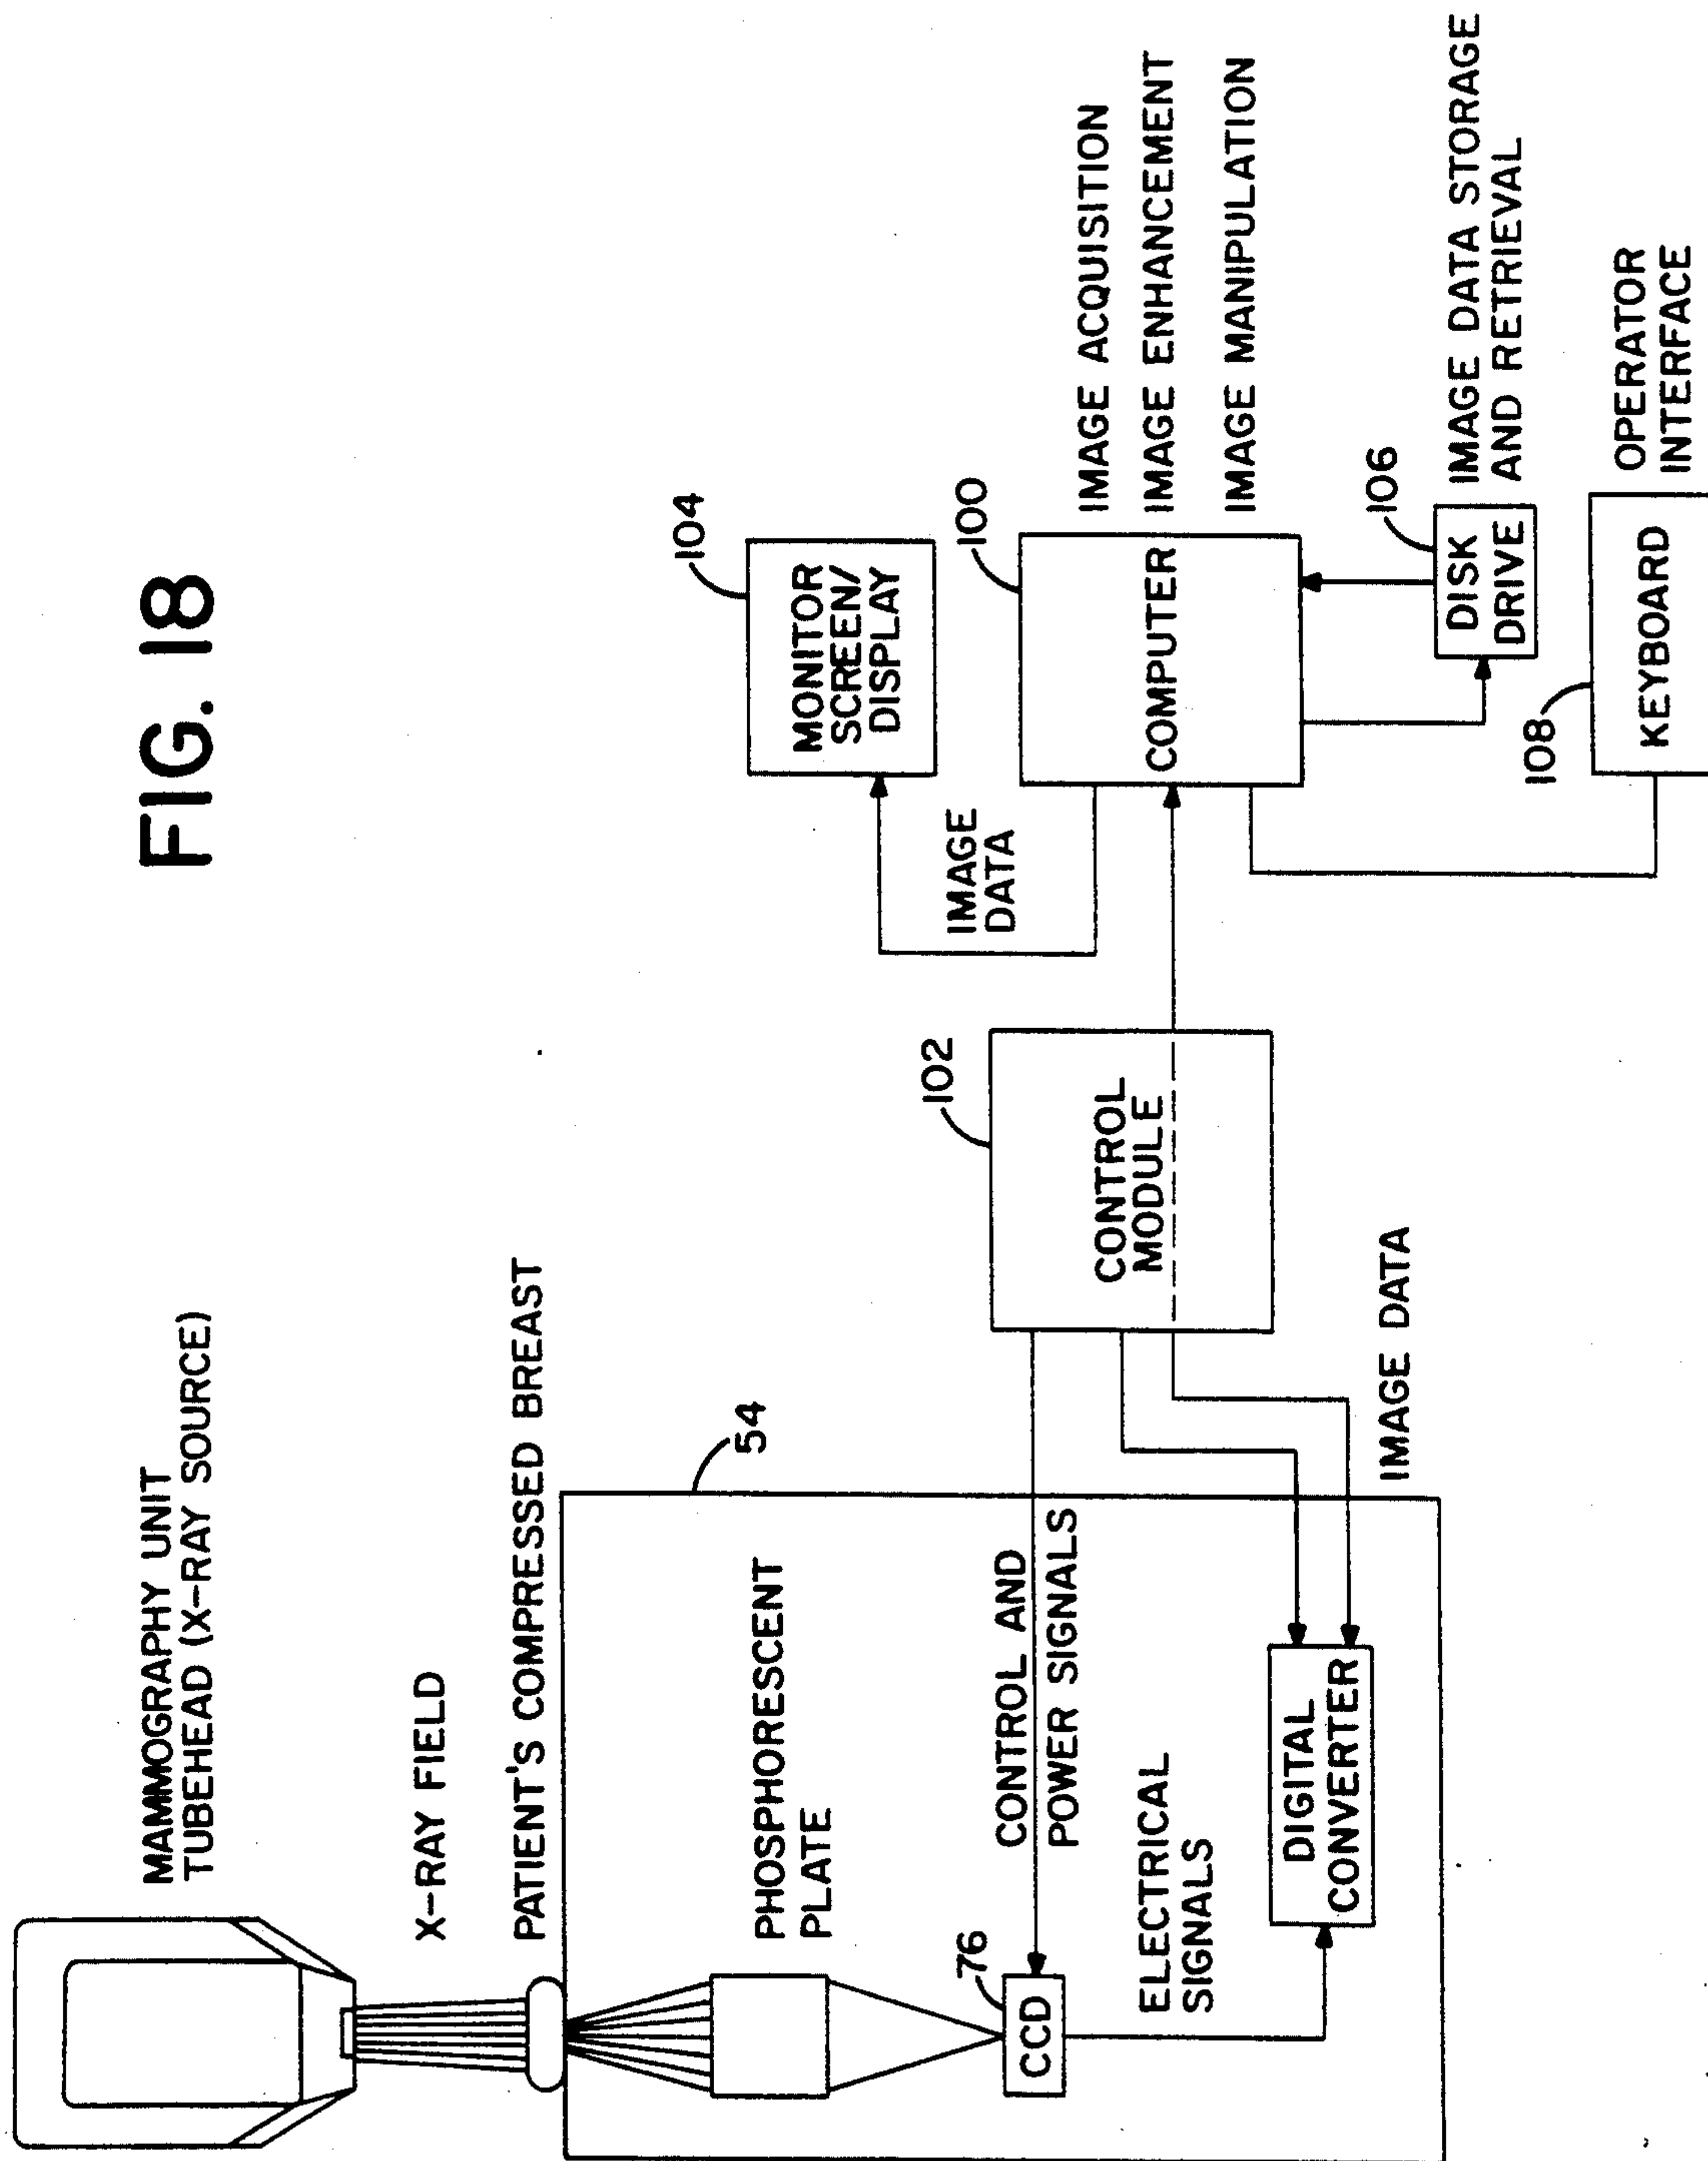 FIG. 18
MAMMOGRAPHY UNIT
TUBEHEAD (X-RAY SOURCE)
X-RAY FIELD
PATIENT'S COMPRESSED BREAST
54
PHOSPHORESCENT
PLATE
CONTROL AND
POWER SIGNALS
76
CCD
ELECTRICAL
SIGNALS
DIGITAL
CONVERTER
IMAGE DATA
102
CONTROL
MODULE
IMAGE
DATA
104
MONITOR
SCREEN/
DISPLAY
100
COMPUTER
IMAGE ACQUISITION
IMAGE ENHANCEMENT
IMAGE MANIPULATION
106
DISK
DRIVE
IMAGE DATA STORAGE
AND RETRIEVAL
108
KEYBOARD
OPERATOR
INTERFACE